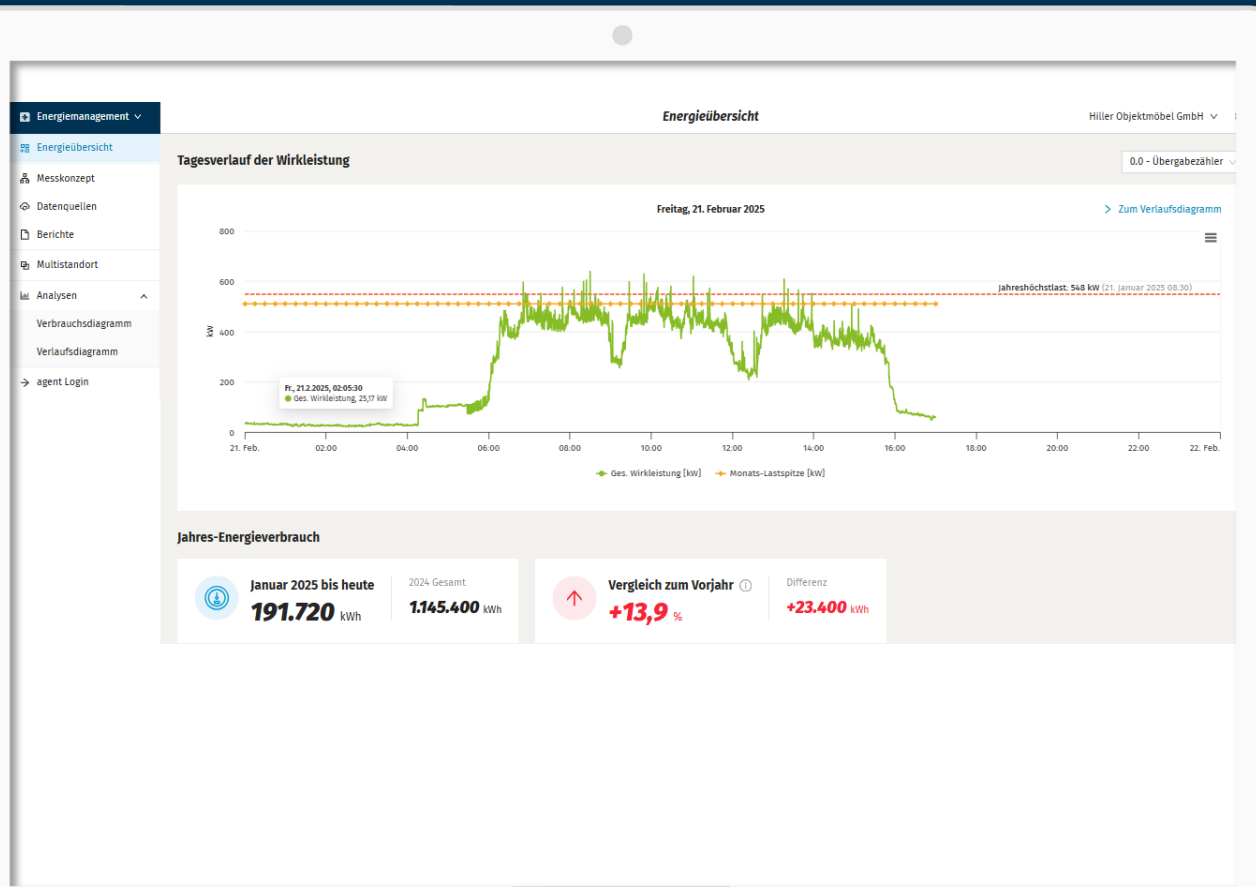 Energiemanagement
Energieübersicht
Hiller Objektmöbel GmbH
Energieübersicht
Messkonzept
Datenquellen
Berichte
Multistandort
Analysen
Verbrauchsdiagramm
Verlaufsdiagramm
agent Login
Tagesverlauf der Wirkleistung
0.0 - Übergabezähler
Freitag, 21. Februar 2025
Zum Verlaufsdiagramm
800
600
400
200
0
kW
Jahreshöchstlast: 548 kW (21. Januar 2025 08.30)
Fr., 21.2.2025, 02:05:30
Ges. Wirkleistung, 25,17 kW
21. Feb. 02:00 04:00 06:00 08:00 10:00 12:00 14:00 16:00 18:00 20:00 22:00 22. Feb.
Ges. Wirkleistung [kW] Monats-Lastspitze [kW]
Jahres-Energieverbrauch
Januar 2025 bis heute
191.720 kWh
2024 Gesamt
1.145.400 kWh
Vergleich zum Vorjahr
+13,9 %
Differenz
+23.400 kWh